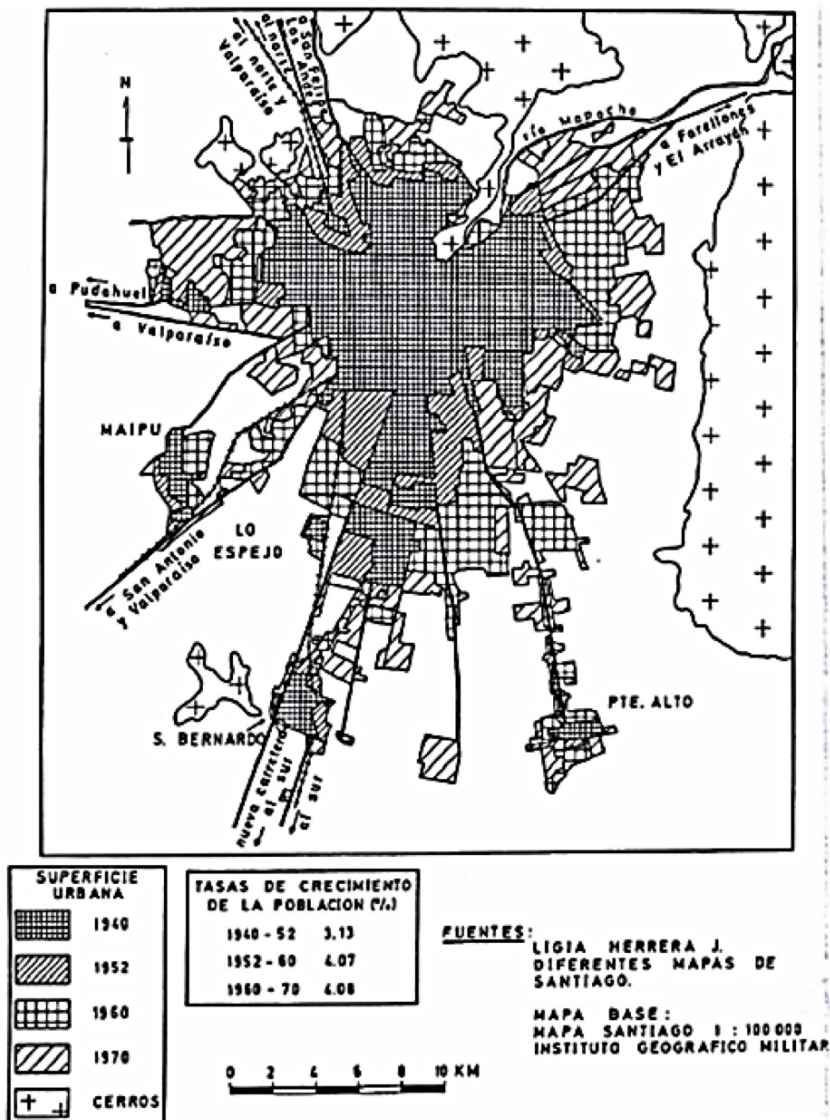 al norte y
Valparaíso
al norte
a San Felipe
Los Andes
N
río Mapocho
a Farellones
y El Arrayán
a Pudahuel
a Valparaíso
MAIPU
LO
ESPEJO
a San Antonio
y Valparaíso
PTE. ALTO
S. BERNARDO
nueva carretera
al sur
al sur
SUPERFICIE
URBANA
1940
1952
1960
1970
CERROS
TASAS DE CRECIMIENTO
DE LA POBLACION (%)
1940 - 52 3.13
1952 - 60 4.07
1960 - 70 4.08
0 2 4 6 8 10 KM
FUENTES:
LIGIA HERRERA J.
DIFERENTES MAPAS DE
SANTIAGO.
MAPA BASE:
MAPA SANTIAGO 1 : 100 000
INSTITUTO GEOGRAFICO MILITAR